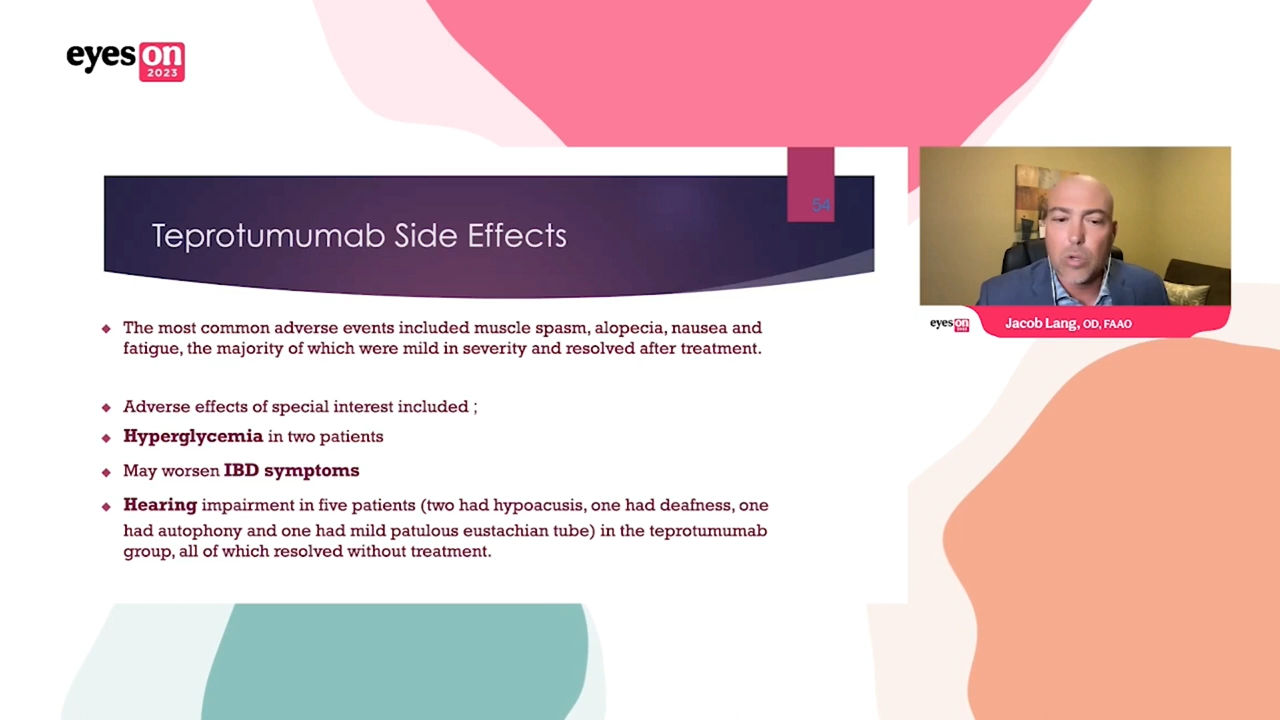 eyes on
2023
54
Teprotumumab Side Effects
The most common adverse events included muscle spasm, alopecia, nausea and
fatigue, the majority of which were mild in severity and resolved after treatment.
Adverse effects of special interest included ;
Hyperglycemia in two patients
May worsen IBD symptoms
Hearing impairment in five patients (two had hypoacusis, one had deafness, one
had autophony and one had mild patulous eustachian tube) in the teprotumumab
group, all of which resolved without treatment.
eyes on
2023
Jacob Lang, OD, FAAO